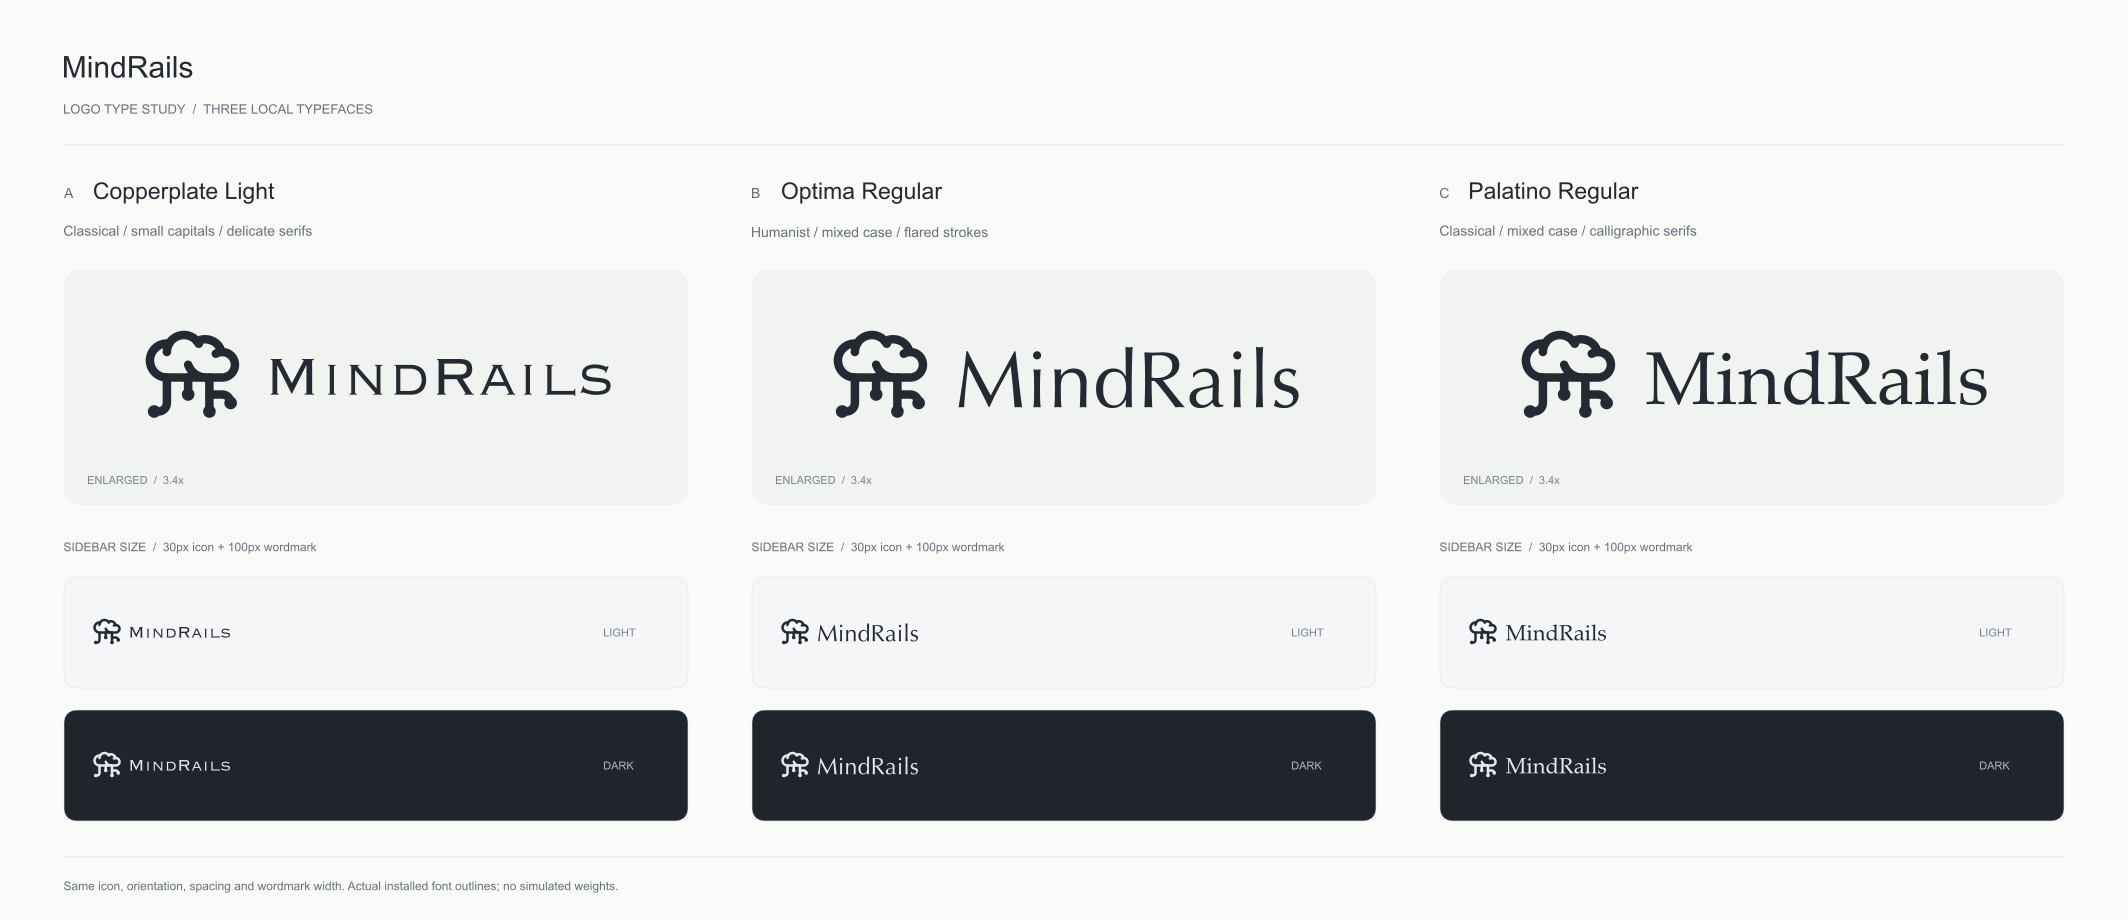 MindRails
LOGO TYPE STUDY / THREE LOCAL TYPEFACES
A Copperplate Light
Classical / small capitals / delicate serifs
MINDRAILS
ENLARGED / 3.4x
SIDEBAR SIZE / 30px icon + 100px wordmark
MINDRAILS LIGHT
MINDRAILS DARK
B Optima Regular
Humanist / mixed case / flared strokes
MindRails
ENLARGED / 3.4x
SIDEBAR SIZE / 30px icon + 100px wordmark
MindRails LIGHT
MindRails DARK
C Palatino Regular
Classical / mixed case / calligraphic serifs
MindRails
ENLARGED / 3.4x
SIDEBAR SIZE / 30px icon + 100px wordmark
MindRails LIGHT
MindRails DARK
Same icon, orientation, spacing and wordmark width. Actual installed font outlines; no simulated weights.